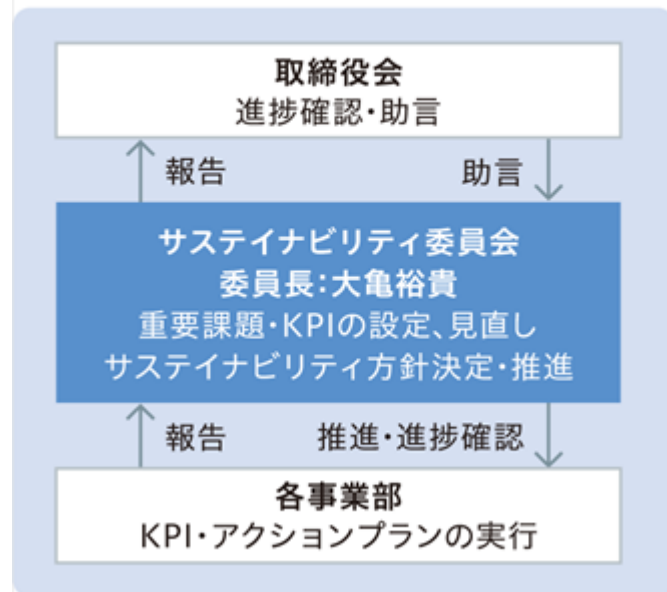 取締役会
進捗確認・助言
報告
助言
サステイナビリティ委員会
委員長：大亀裕貴
重要課題・KPIの設定、見直し
サステイナビリティ方針決定・推進
報告
推進・進捗確認
各事業部
KPI・アクションプランの実行